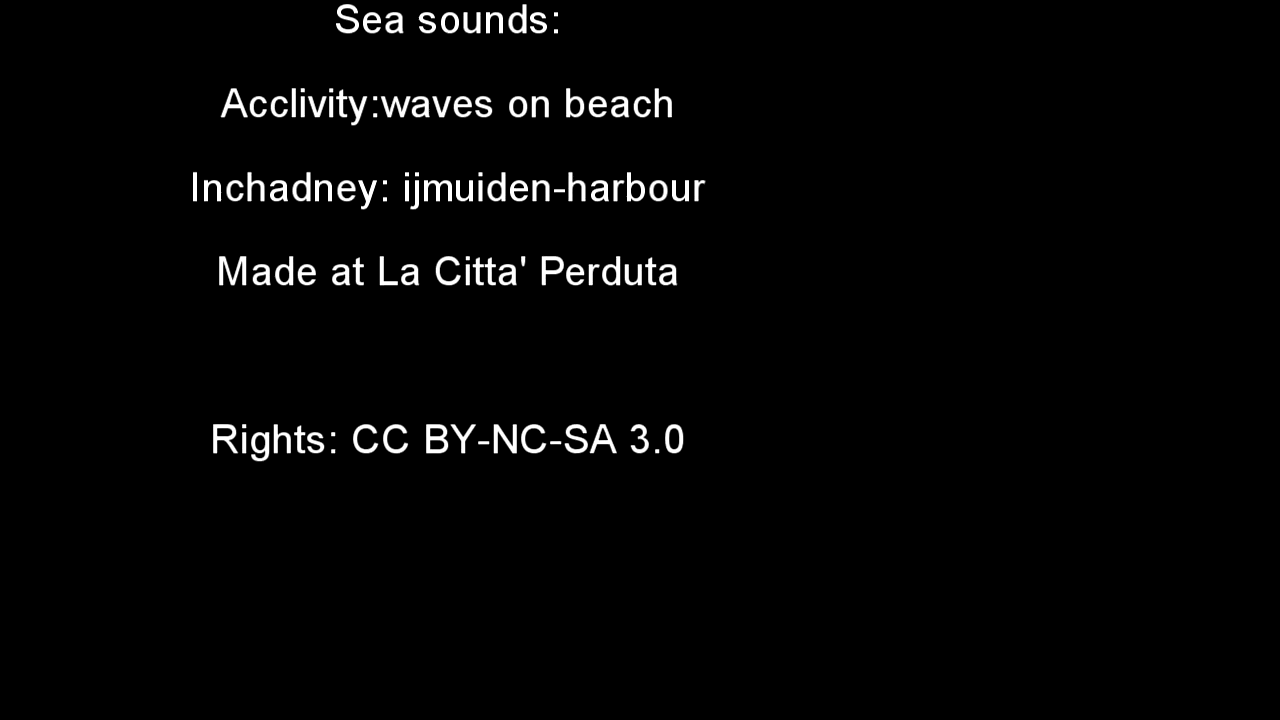 Sea sounds:
Acclivity:waves on beach
Inchadney: ijmuiden-harbour
Made at La Citta' Perduta
Rights: CC BY-NC-SA 3.0